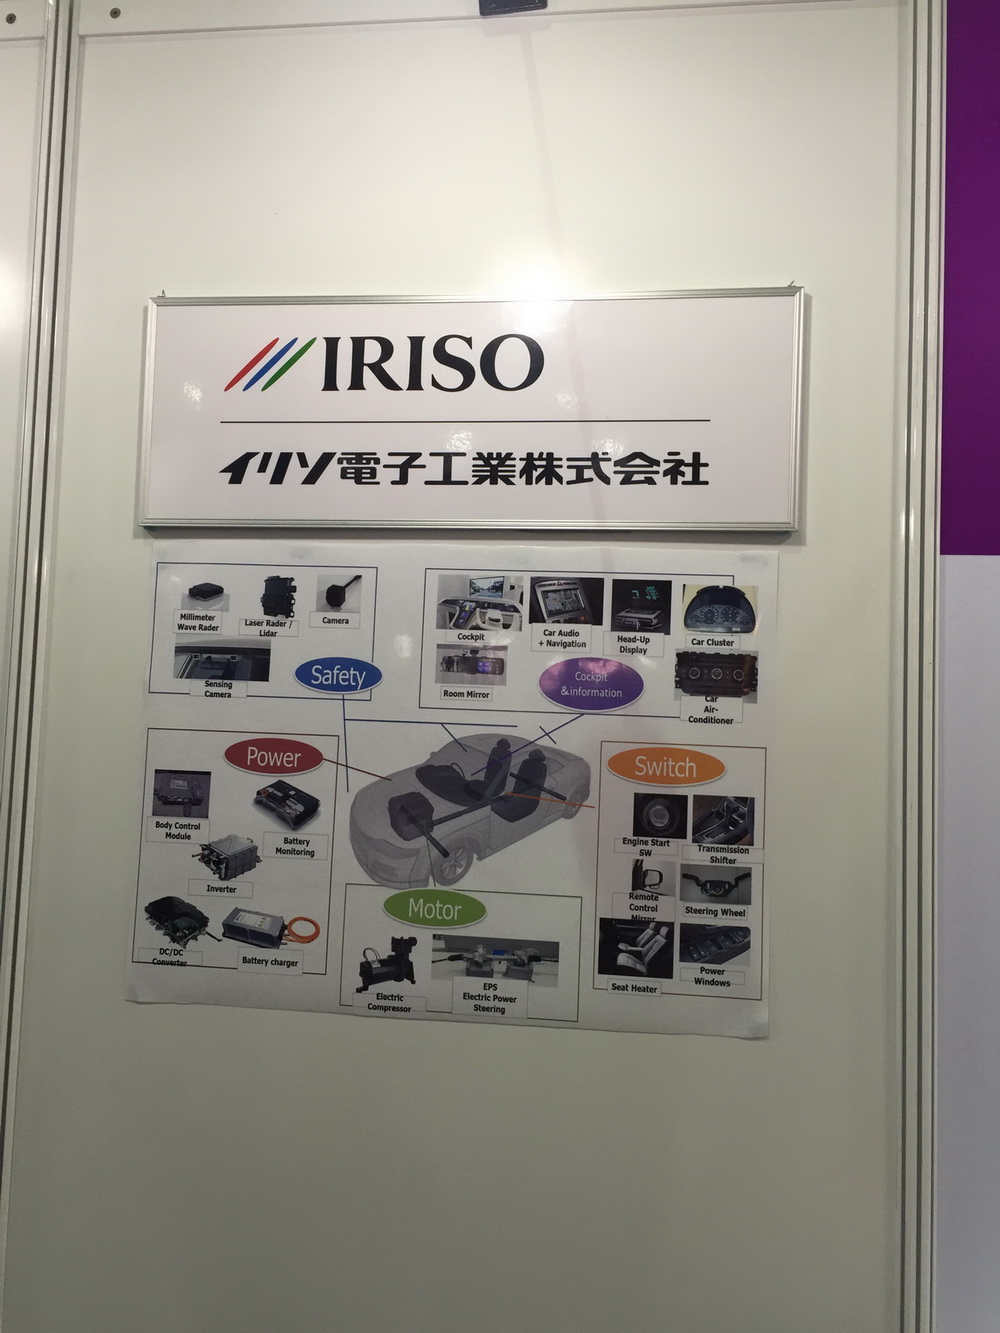 IRISO
イリソ電子工業株式会社
Millimeter
Wave Rader
Laser Rader /
Lidar
Camera
Sensing
Camera
Safety
Cockpit
Car Audio
+ Navigation
Head-Up
Display
Car Cluster
Room Mirror
Cockpit
&information
Car
Air-
Conditioner
Power
Body Control
Module
Battery
Monitoring
Inverter
DC/DC
Converter
Battery charger
Motor
Electric
Compressor
EPS
Electric Power
Steering
Switch
Engine Start
SW
Transmission
Shifter
Remote
Control
Mirror
Steering Wheel
Seat Heater
Power
Windows